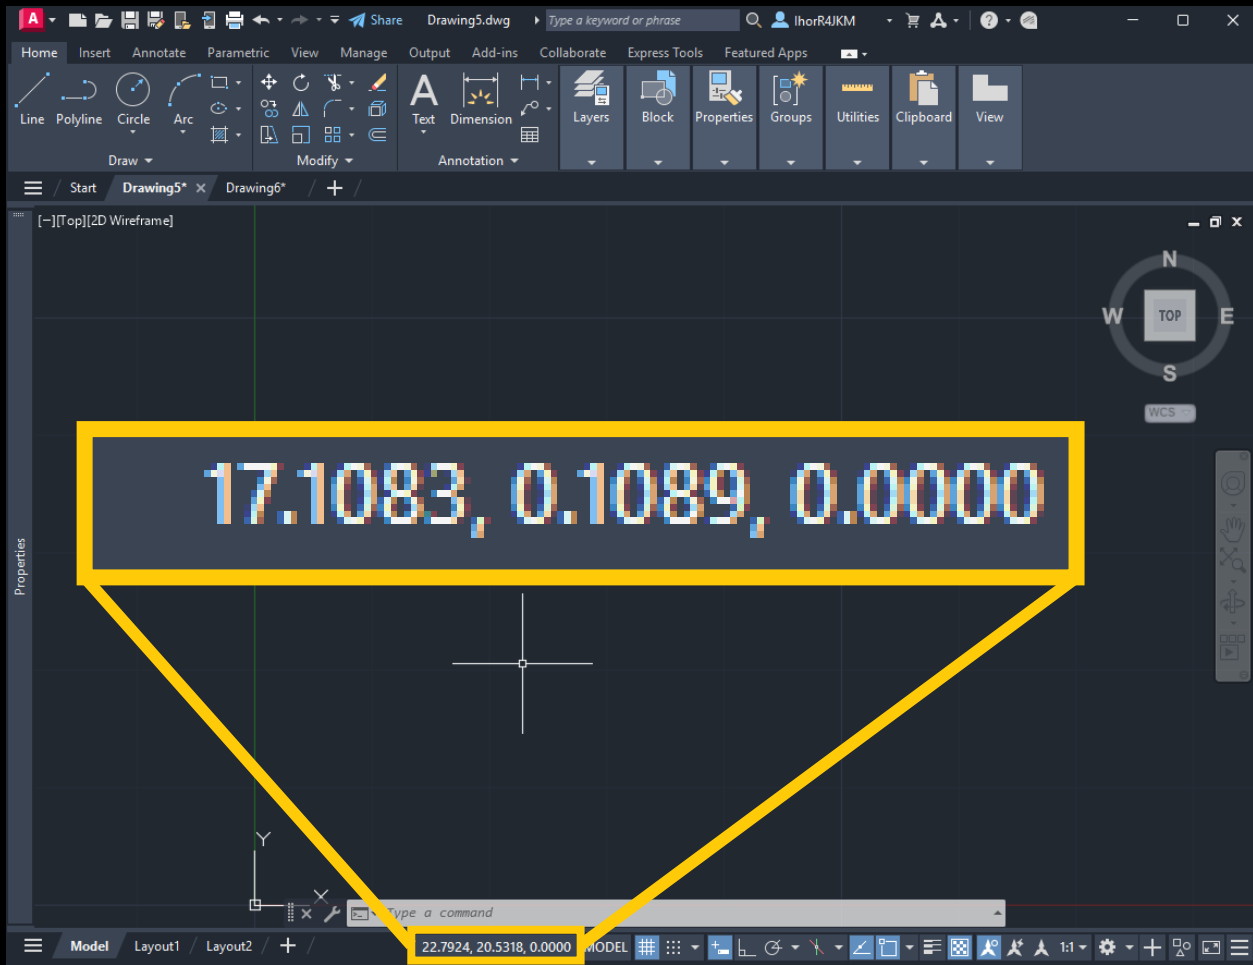 A Share Drawing5.dwg Type a keyword or phrase IhorR4JKM
Home Insert Annotate Parametric View Manage Output Add-ins Collaborate Express Tools Featured Apps
Line Polyline Circle Arc Text Dimension Layers Block Properties Groups Utilities Clipboard View
Draw Modify Annotation
Start Drawing5* Drawing6*
[−][Top][2D Wireframe]
N
W TOP E
S
WCS
17.1083, 0.1089, 0.0000
Properties
Y
X
Type a command
Model Layout1 Layout2 22.7924, 20.5318, 0.0000 MODEL 1:1